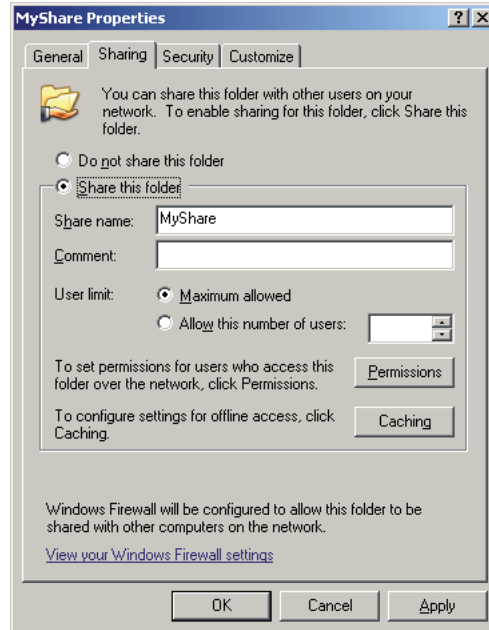 MyShare Properties
General Sharing Security Customize
You can share this folder with other users on your
network. To enable sharing for this folder, click Share this
folder.
Do not share this folder
Share this folder
Share name: MyShare
Comment:
User limit: Maximum allowed
Allow this number of users:
To set permissions for users who access this
folder over the network, click Permissions.
Permissions
To configure settings for offline access, click
Caching.
Caching
Windows Firewall will be configured to allow this folder to be
shared with other computers on the network.
View your Windows Firewall settings
OK Cancel Apply